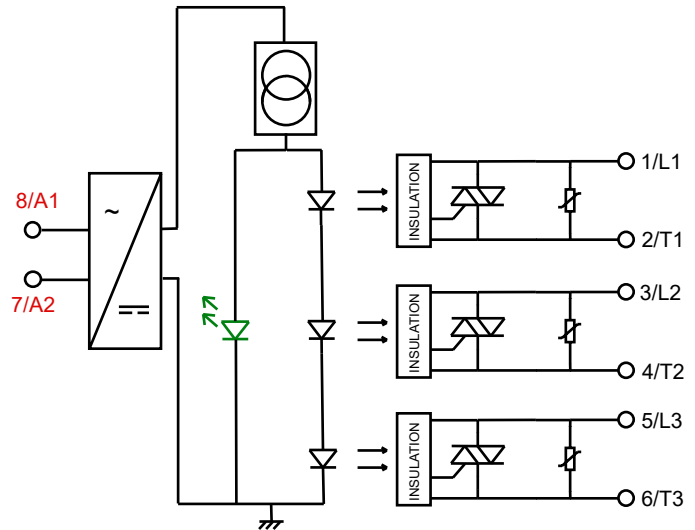 8/A1
7/A2
~
INSULATION
1/L1
2/T1
INSULATION
3/L2
4/T2
INSULATION
5/L3
6/T3